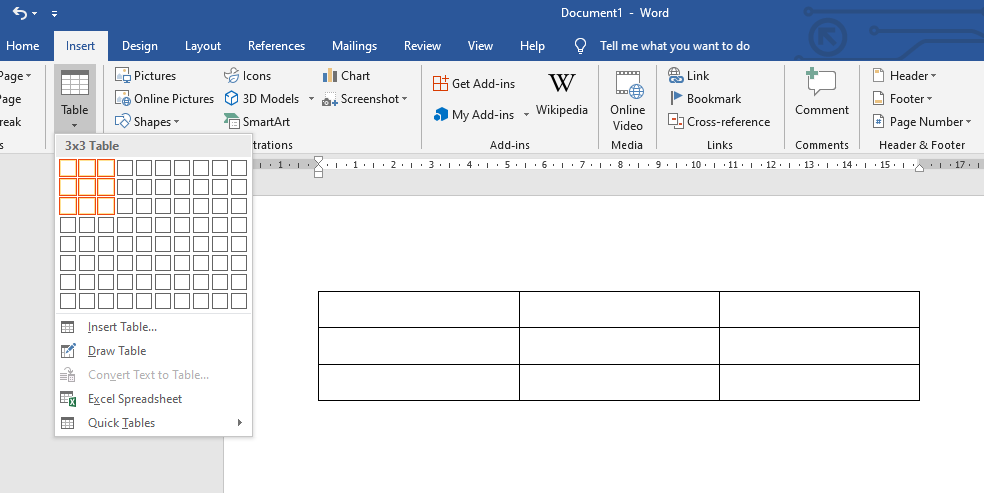 Document1 - Word
Home Insert Design Layout References Mailings Review View Help Tell me what you want to do
Page Table Pictures Icons Chart Get Add-ins W Online Video Link Comment Header
Page Online Pictures 3D Models Screenshot My Add-ins Wikipedia Bookmark Footer
reak Shapes SmartArt Cross-reference Page Number
s trations Add-ins Media Links Comments Header & Footer
3x3 Table
1 1 2 3 4 5 6 7 8 9 10 11 12 13 14 15 17
Insert Table...
Draw Table
Convert Text to Table...
Excel Spreadsheet
Quick Tables